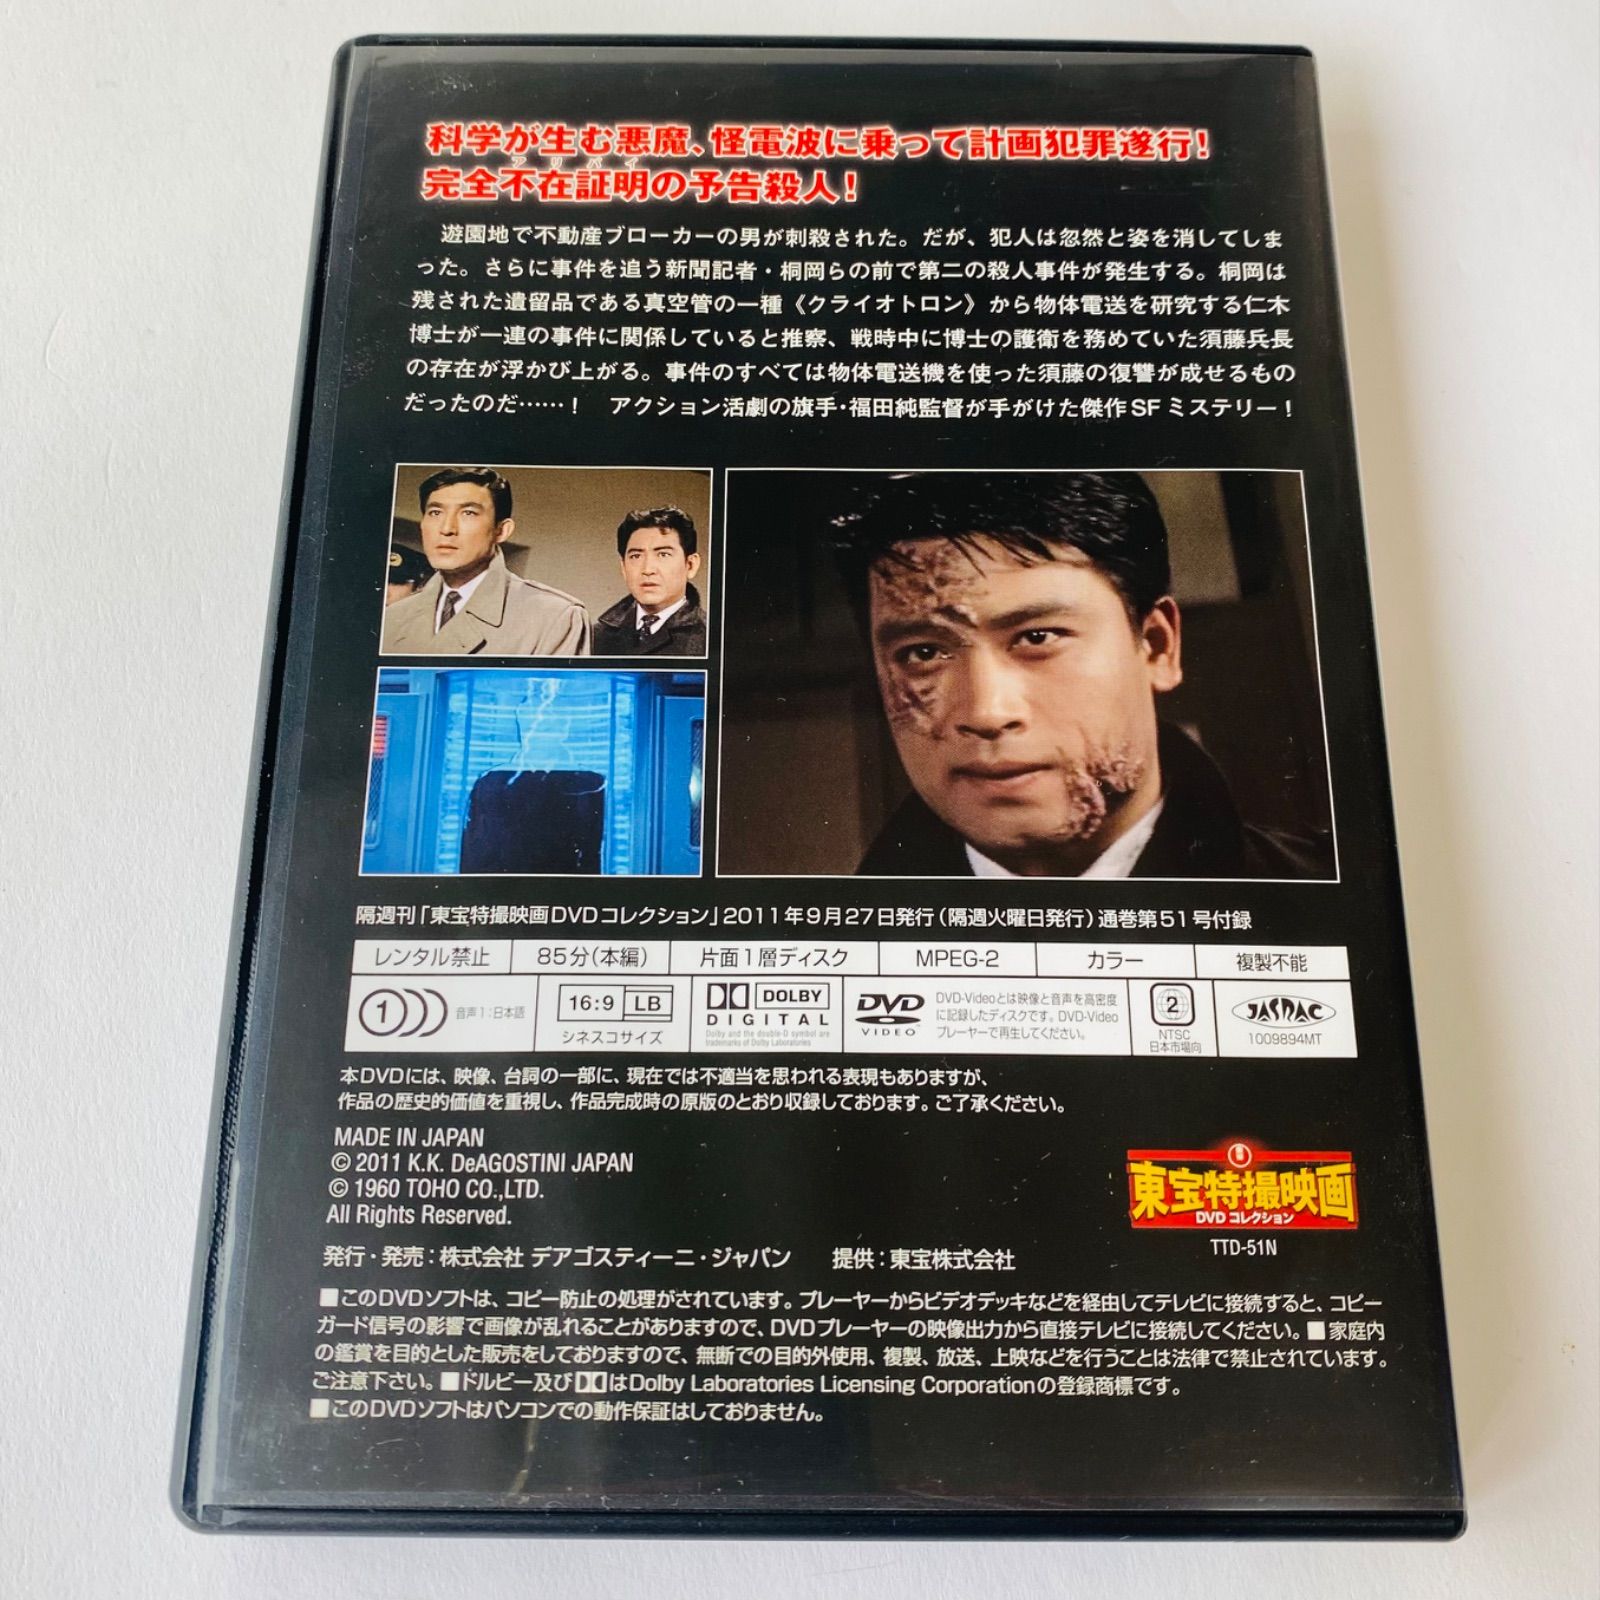 科学が生む悪魔、怪電波に乗って計画犯罪遂行!
アリバイ
完全不在証明の予告殺人!
遊園地で不動産ブローカーの男が刺殺された。だが、犯人は忽然と姿を消してしま
った。さらに事件を追う新聞記者・桐岡らの前で第二の殺人事件が発生する。桐岡は
残された遺留品である真空管の一種《クライオトロン》から物体電送を研究する仁木
博士が一連の事件に関係していると推察、戦時中に博士の護衛を務めていた須藤兵長
の存在が浮かび上がる。事件のすべては物体電送機を使った須藤の復讐が成せるもの
だったのだ……! アクション活劇の旗手・福田純監督が手がけた傑作SFミステリー!
隔週刊「東宝特撮映画DVDコレクション」2011年9月27日発行(隔週火曜日発行)通巻第51号付録
レンタル禁止 85分(本編) 片面1層ディスク MPEG-2 カラー 複製不能
1 音声1:日本語 16:9 LB シネスコサイズ
DOLBY DIGITAL
Dolby and the double-D symbol are
trademarks of Dolby Laboratories
DVD VIDEO
DVD-Videoとは映像と音声を高密度
に記録したディスクです。DVD-Video
プレーヤーで再生してください。
2 NTSC 日本市場向
JASRAC 1009894MT
本DVDには、映像、台詞の一部に、現在では不適当を思われる表現もありますが、
作品の歴史的価値を重視し、作品完成時の原版のとおり収録しております。ご了承ください。
MADE IN JAPAN
© 2011 K.K. DeAGOSTINI JAPAN
© 1960 TOHO CO.,LTD.
All Rights Reserved.
東宝特撮映画
DVDコレクション
TTD-51N
発行・発売:株式会社 デアゴスティーニ・ジャパン 提供:東宝株式会社
■このDVDソフトは、コピー防止の処理がされています。プレーヤーからビデオデッキなどを経由してテレビに接続すると、コピー
ガード信号の影響で画像が乱れることがありますので、DVDプレーヤーの映像出力から直接テレビに接続してください。■家庭内
の鑑賞を目的とした販売をしておりますので、無断での目的外使用、複製、放送、上映などを行うことは法律で禁止されています。
ご注意下さい。■ドルビー及びはDolby Laboratories Licensing Corporationの登録商標です。
■このDVDソフトはパソコンでの動作保証はしておりません。